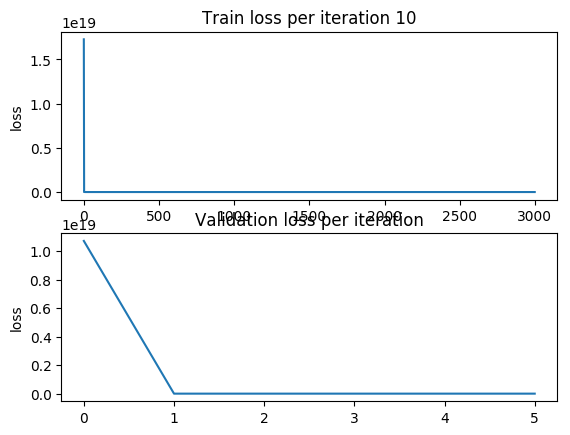 Train loss per iteration 10
1e19
1.5
1.0
0.5
0.0
loss
0 500 1000 1500 2000 2500 3000
Validation loss per iteration
1e19
1.0
0.8
0.6
0.4
0.2
0.0
loss
0 1 2 3 4 5